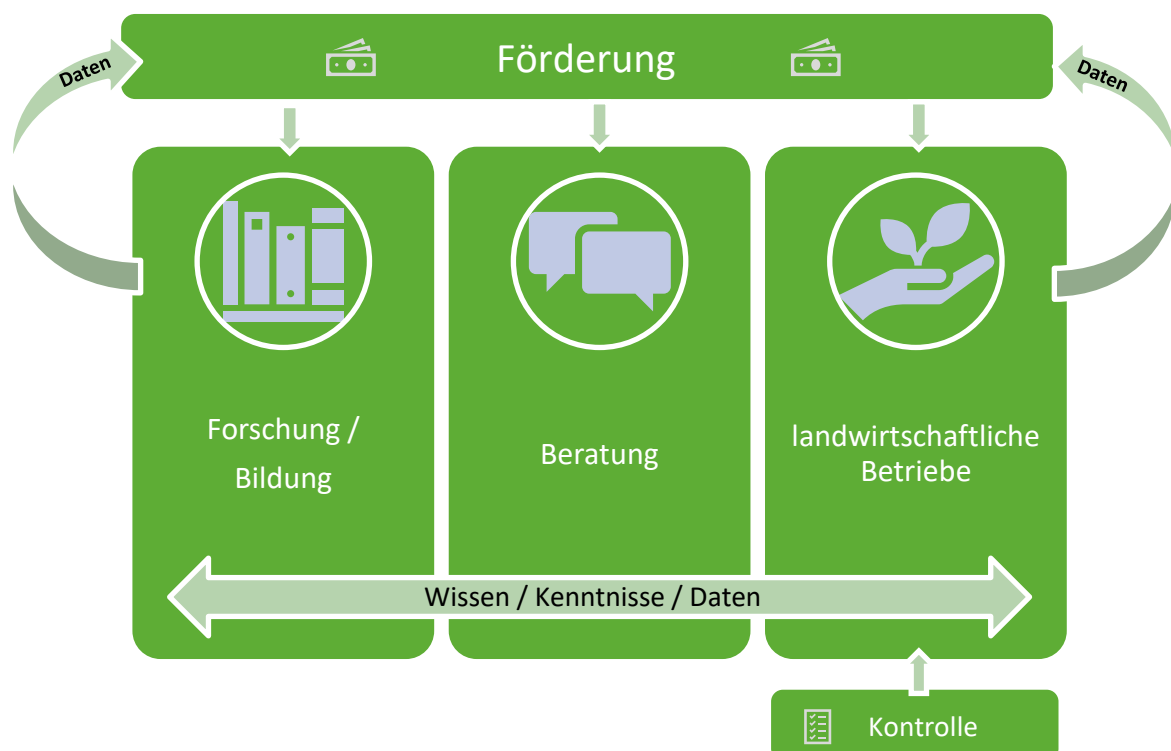 Förderung
Daten
Daten
Forschung /
Bildung
Beratung
landwirtschaftliche
Betriebe
Wissen / Kenntnisse / Daten
Kontrolle